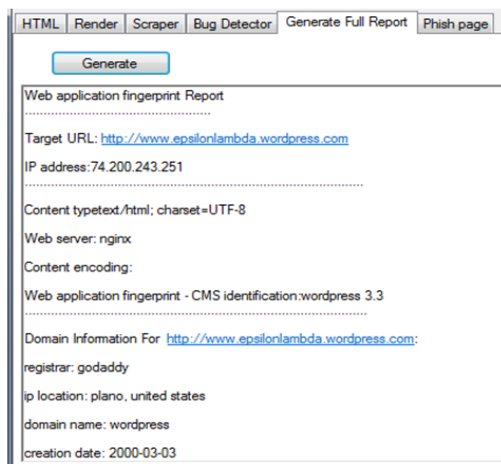 HTML Render Scraper Bug Detector Generate Full Report Phish page
Generate
Web application fingerprint Report
Target URL: http://www.epsilonlambda.wordpress.com
IP address:74.200.243.251
Content typetext/html; charset=UTF-8
Web server: nginx
Content encoding:
Web application fingerprint - CMS identification:wordpress 3.3
Domain Information For http://www.epsilonlambda.wordpress.com:
registrar: godaddy
ip location: plano, united states
domain name: wordpress
creation date: 2000-03-03